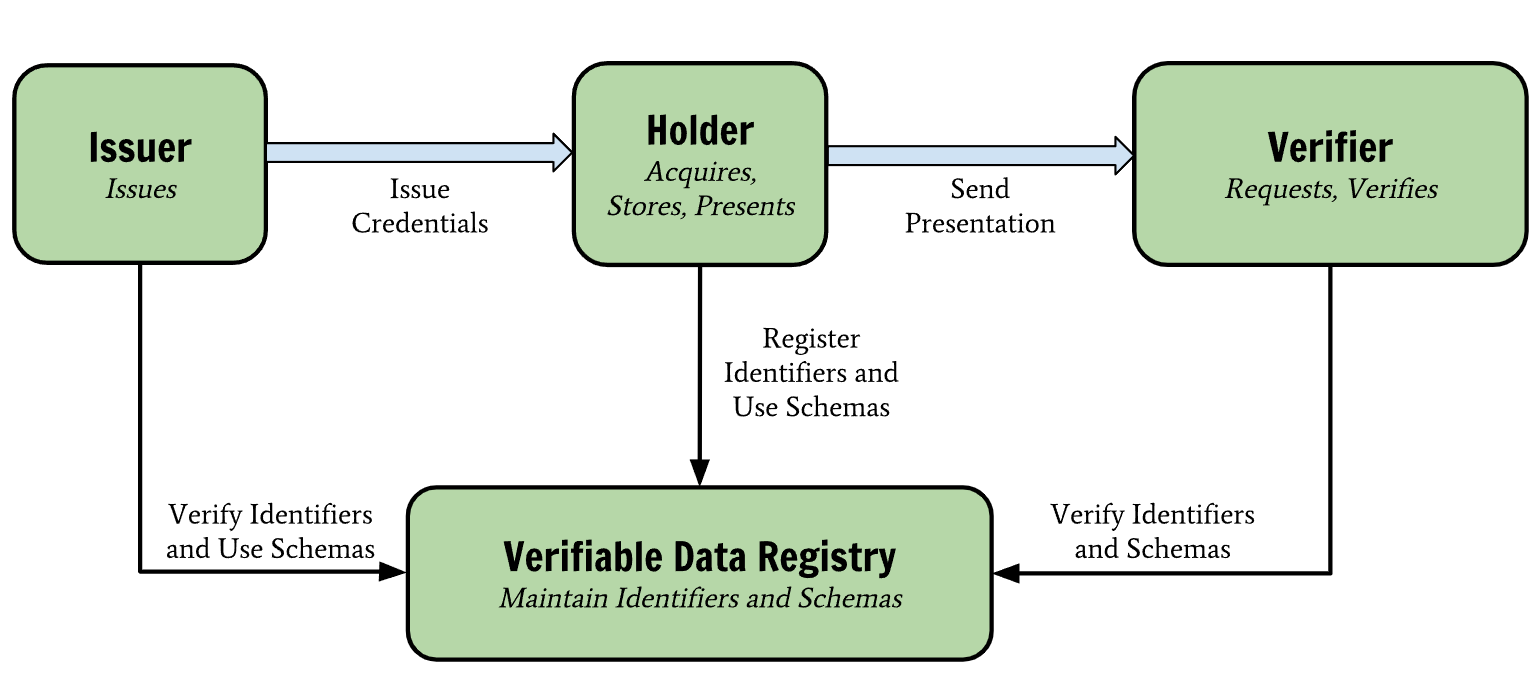 Issuer
Issues
Issue
Credentials
Holder
Acquires,
Stores, Presents
Send
Presentation
Verifier
Requests, Verifies
Register
Identifiers and
Use Schemas
Verify Identifiers
and Use Schemas
Verify Identifiers
and Schemas
Verifiable Data Registry
Maintain Identifiers and Schemas